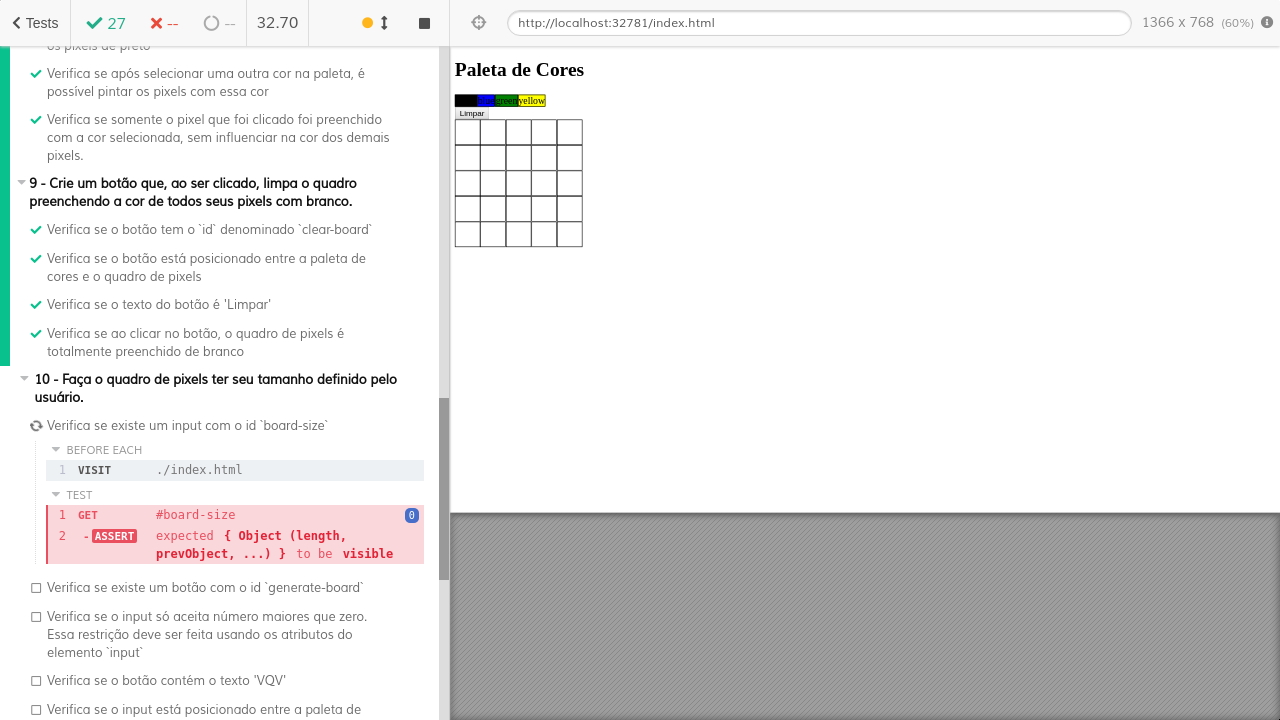 Tests
27
--
--
32.70
http://localhost:32781/index.html
1366 x 768 (60%)
os pixels de preto
Verifica se após selecionar uma outra cor na paleta, é
possível pintar os pixels com essa cor
Verifica se somente o pixel que foi clicado foi preenchido
com a cor selecionada, sem influenciar na cor dos demais
pixels.
9 - Crie um botão que, ao ser clicado, limpa o quadro
preenchendo a cor de todos seus pixels com branco.
Verifica se o botão tem o `id` denominado `clear-board`
Verifica se o botão está posicionado entre a paleta de
cores e o quadro de pixels
Verifica se o texto do botão é 'Limpar'
Verifica se ao clicar no botão, o quadro de pixels é
totalmente preenchido de branco
10 - Faça o quadro de pixels ter seu tamanho definido pelo
usuário.
Verifica se existe um input com o id `board-size`
BEFORE EACH
1 VISIT ./index.html
TEST
1 GET #board-size 0
2 -ASSERT expected { Object (length,
prevObject, ...) } to be visible
Verifica se existe um botão com o id `generate-board`
Verifica se o input só aceita número maiores que zero.
Essa restrição deve ser feita usando os atributos do
elemento `input`
Verifica se o botão contém o texto 'VQV'
Verifica se o input está posicionado entre a paleta de
Paleta de Cores
blue green yellow
Limpar